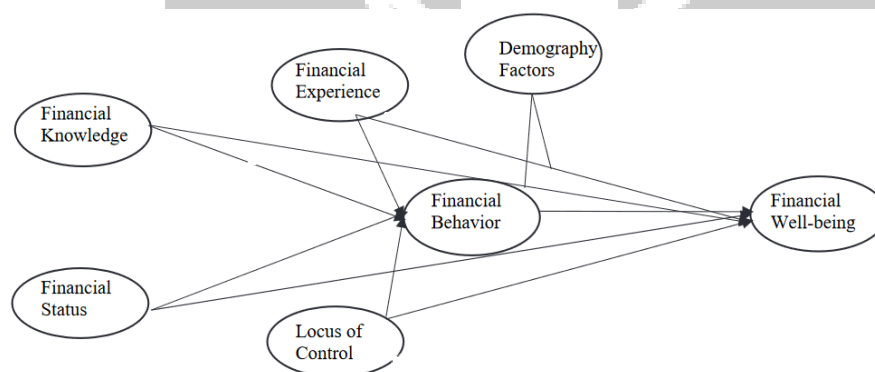 Demography
Factors
Financial
Experience
Financial
Knowledge
Financial
Behavior
Financial
Well-being
Financial
Status
Locus of
Control